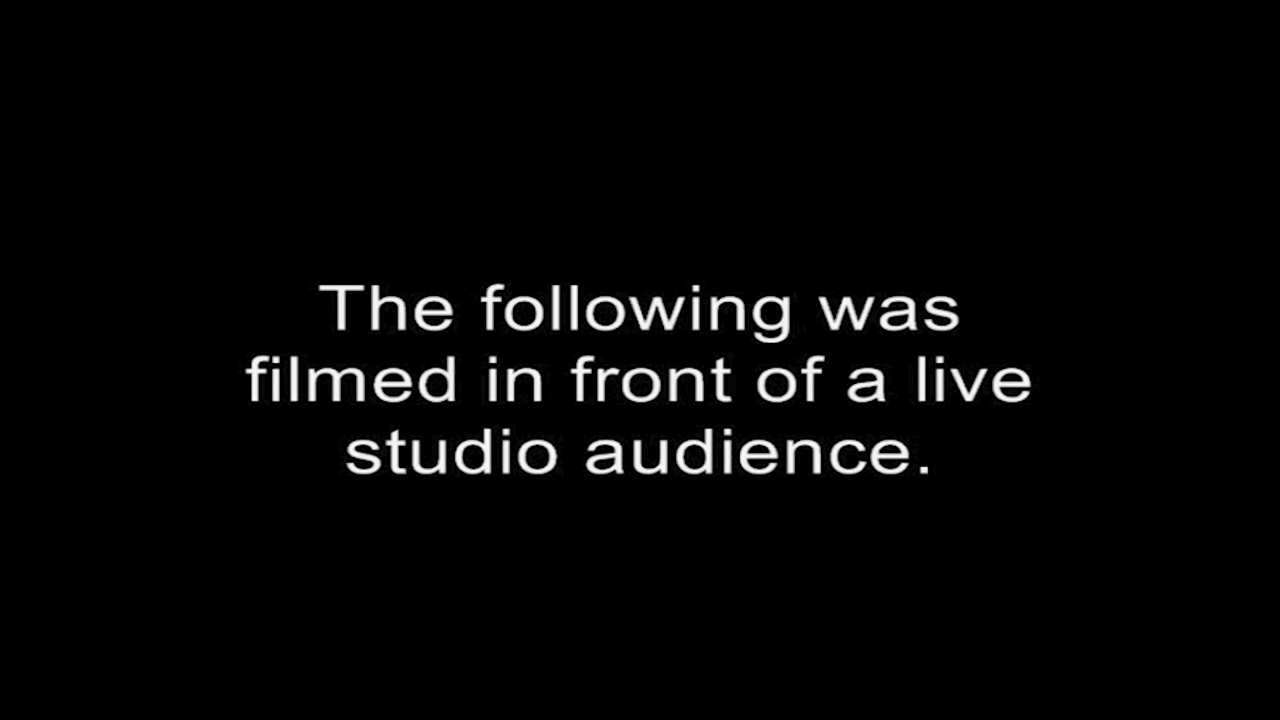 The following was
filmed in front of a live
studio audience.